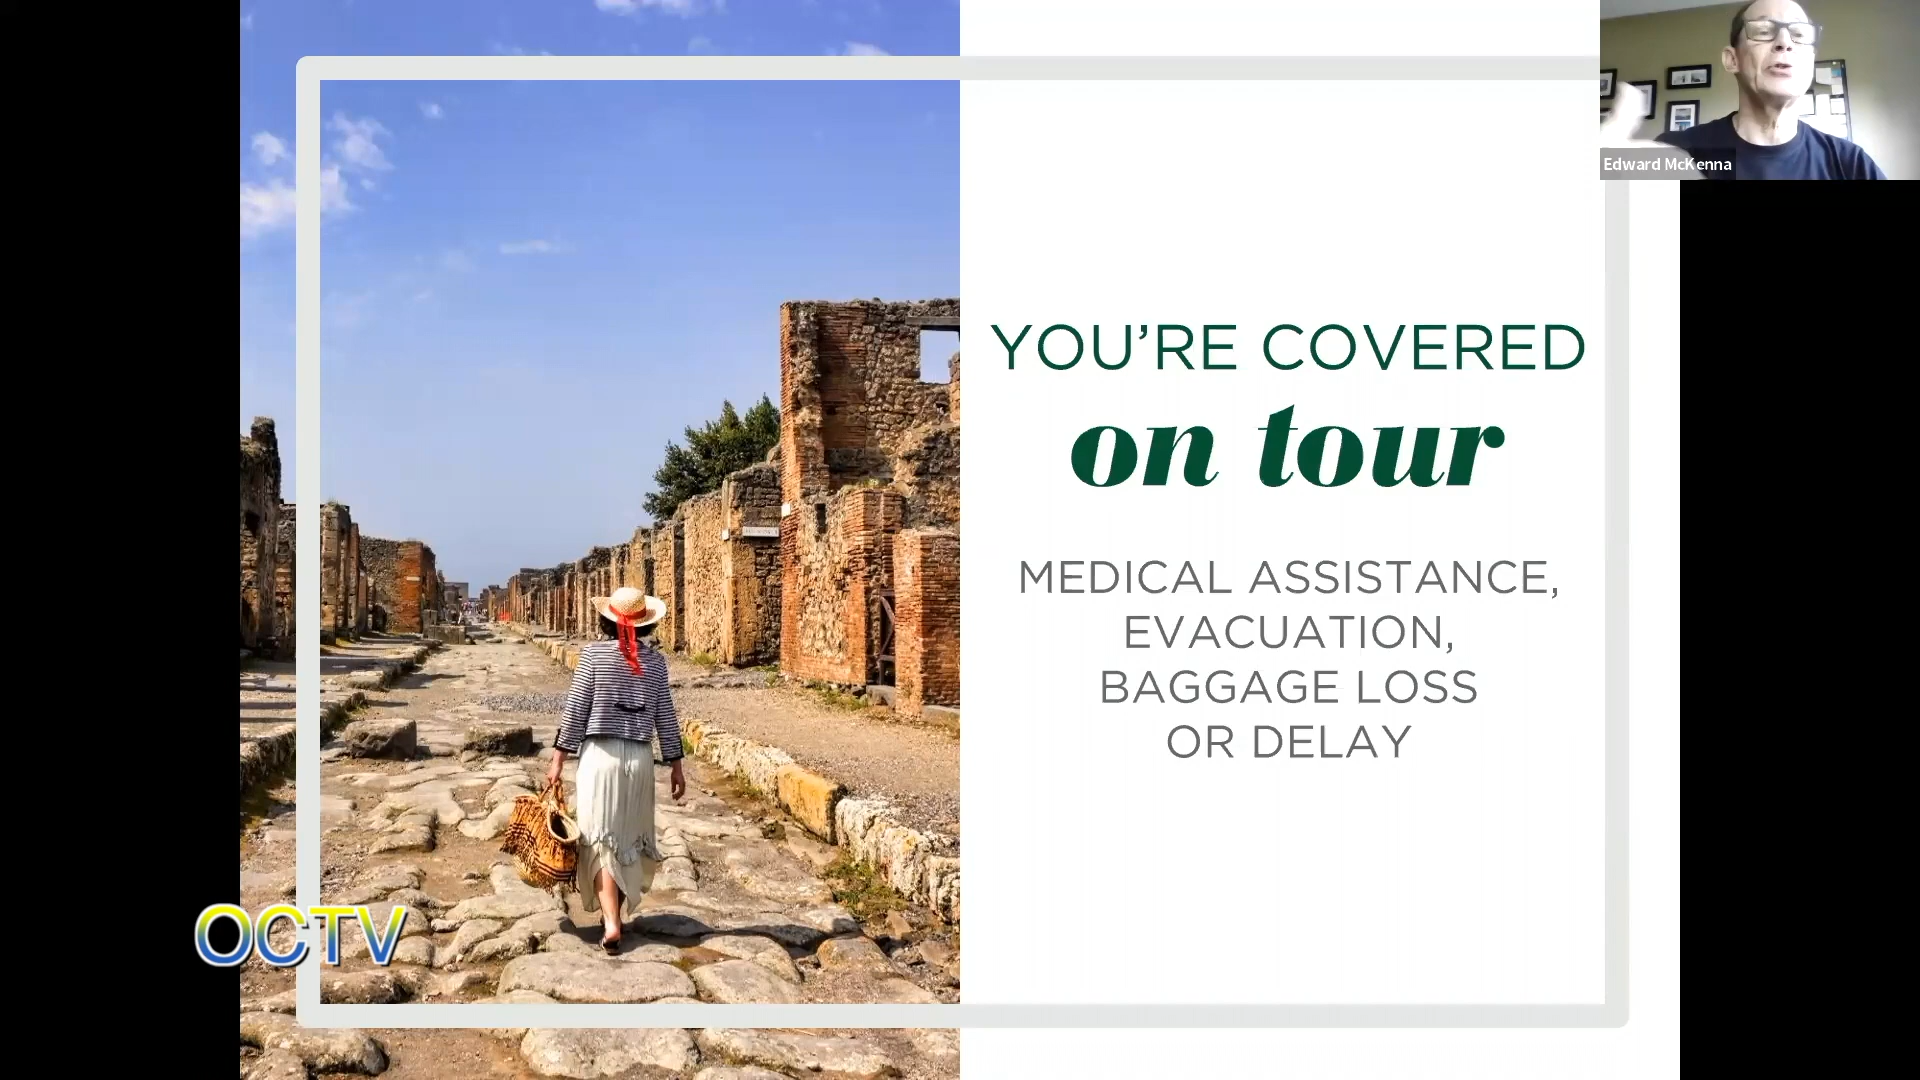 Edward McKenna
YOU'RE COVERED
on tour
MEDICAL ASSISTANCE,
EVACUATION,
BAGGAGE LOSS
OR DELAY
OCTV